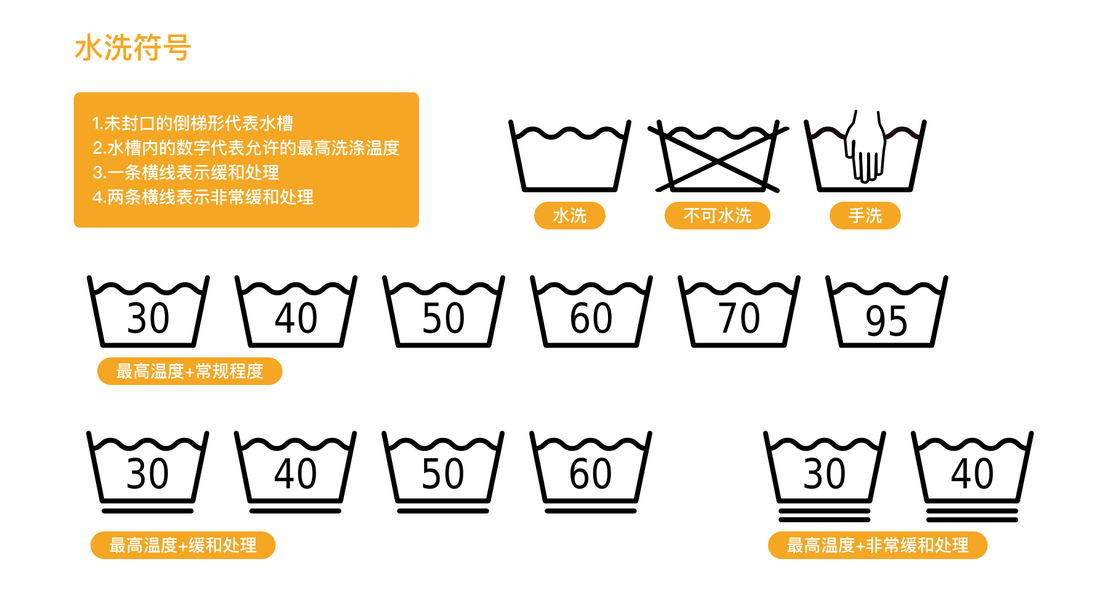 水洗符号
1.未封口的倒梯形代表水槽
2.水槽内的数字代表允许的最高洗涤温度
3.一条横线表示缓和处理
4.两条横线表示非常缓和处理
水洗
不可水洗
手洗
30 40 50 60 70 95
最高温度+常规程度
30 40 50 60
最高温度+缓和处理
30 40
最高温度+非常缓和处理